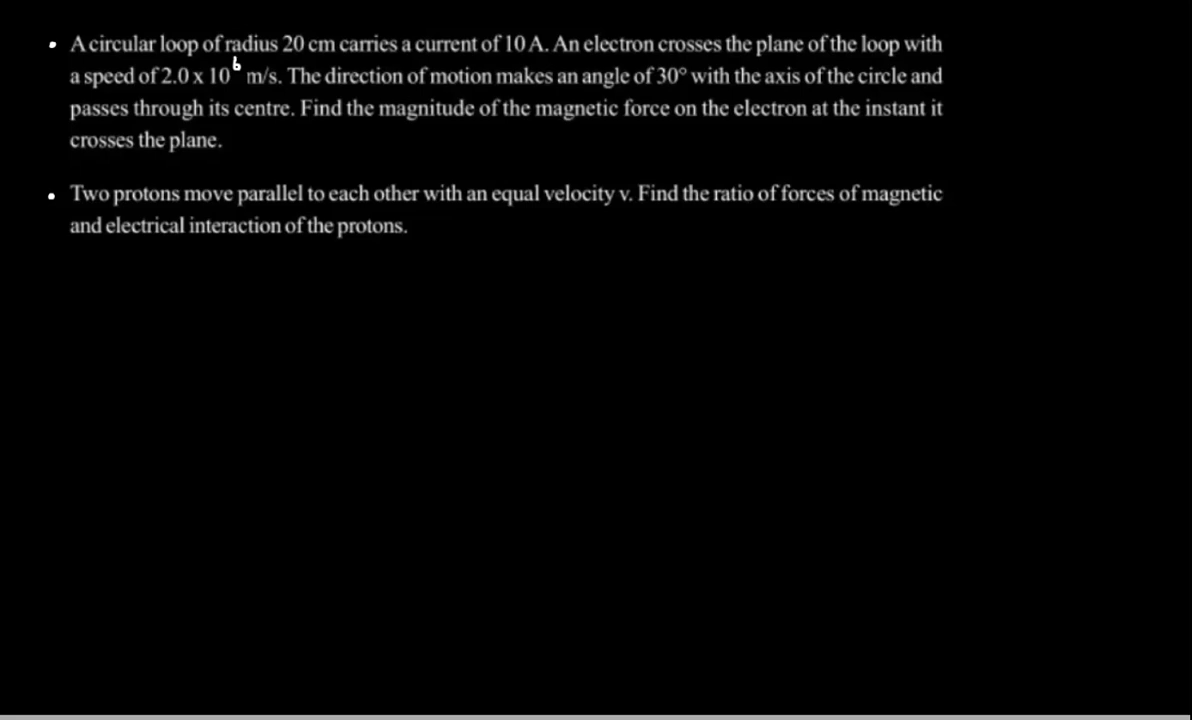 • A circular loop of radius 20 cm carries a current of 10 A. An electron crosses the plane of the loop with
a speed of 2.0 x 10⁶ m/s. The direction of motion makes an angle of 30° with the axis of the circle and
passes through its centre. Find the magnitude of the magnetic force on the electron at the instant it
crosses the plane.
• Two protons move parallel to each other with an equal velocity v. Find the ratio of forces of magnetic
and electrical interaction of the protons.